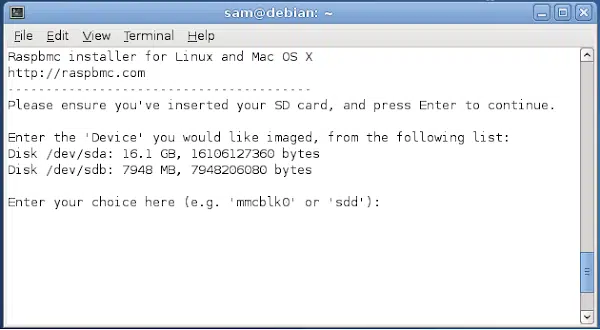 sam@debian: ~
File Edit View Terminal Help
Raspbmc installer for Linux and Mac OS X
http://raspbmc.com
----------------------------------------
Please ensure you've inserted your SD card, and press Enter to continue.
Enter the 'Device' you would like imaged, from the following list:
Disk /dev/sda: 16.1 GB, 16106127360 bytes
Disk /dev/sdb: 7948 MB, 7948206080 bytes
Enter your choice here (e.g. 'mmcblk0' or 'sdd'):